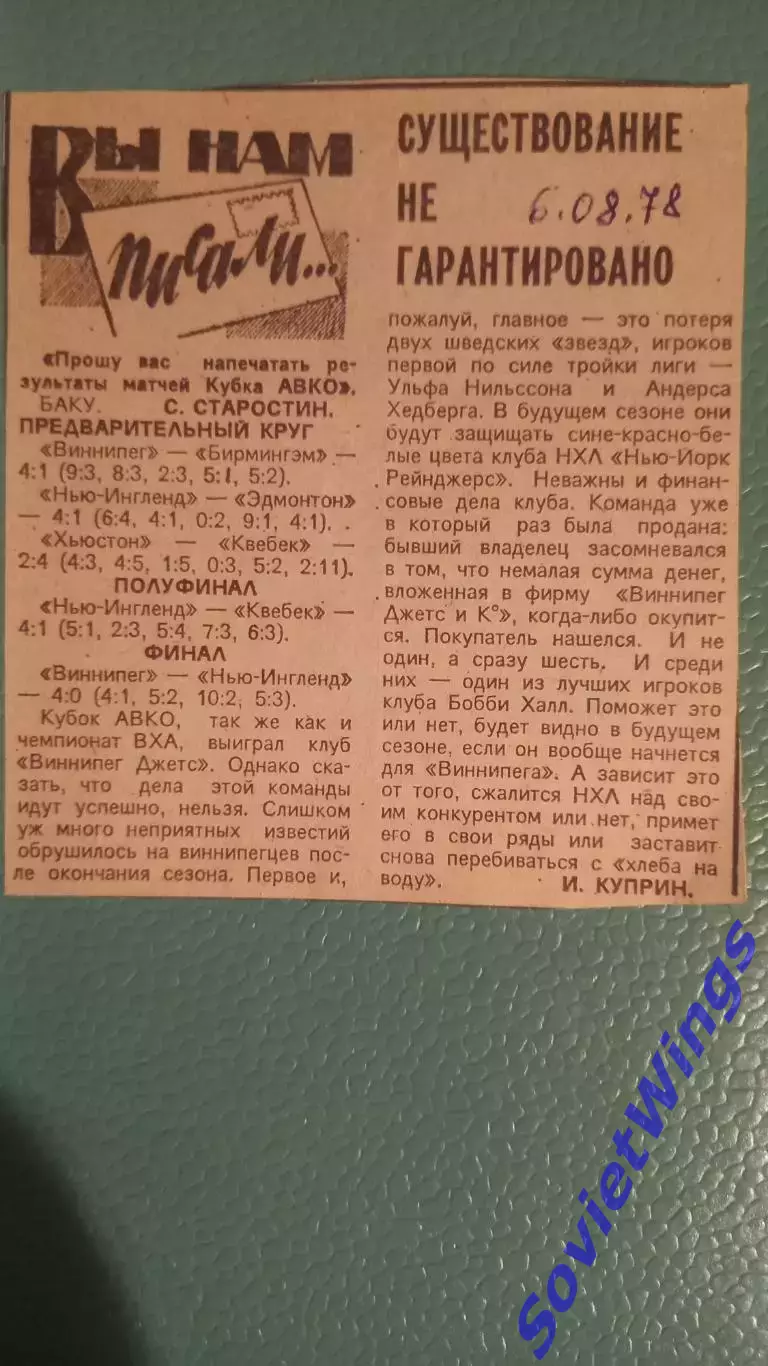 Вы нам
писали...
«Прошу вас напечатать ре-
зультаты матчей Кубка АВКО».
БАКУ. С. СТАРОСТИН.
ПРЕДВАРИТЕЛЬНЫЙ КРУГ
«Виннипег» — «Бирмингэм» —
4:1 (9:3, 8:3, 2:3, 5:1, 5:2).
«Нью-Ингленд» — «Эдмонтон»
— 4:1 (6:4, 4:1, 0:2, 9:1, 4:1).
«Хьюстон» — «Квебек» —
2:4 (4:3, 4:5, 1:5, 0:3, 5:2, 2:11).
ПОЛУФИНАЛ
«Нью-Ингленд» — «Квебек» —
4:1 (5:1, 2:3, 5:4, 7:3, 6:3).
ФИНАЛ
«Виннипег» — «Нью-Ингленд»
— 4:0 (4:1, 5:2, 10:2, 5:3).
Кубок АВКО, так же как и
чемпионат ВХА, выиграл клуб
«Виннипег Джетс». Однако ска-
зать, что дела этой команды
идут успешно, нельзя. Слишком
уж много неприятных известий
обрушилось на виннипегцев пос-
ле окончания сезона. Первое и,
СУЩЕСТВОВАНИЕ
НЕ 6.08.78
ГАРАНТИРОВАНО
пожалуй, главное — это потеря
двух шведских «звезд», игроков
первой по силе тройки лиги —
Ульфа Нильссона и Андерса
Хедберга. В будущем сезоне они
будут защищать сине-красно-бе-
лые цвета клуба НХЛ «Нью-Йорк
Рейнджерс». Неважны и финан-
совые дела клуба. Команда уже
в который раз была продана:
бывший владелец засомневался
в том, что немалая сумма денег,
вложенная в фирму «Виннипег
Джетс и К°», когда-либо окупит-
ся. Покупатель нашелся. И не
один, а сразу шесть. И среди
них — один из лучших игроков
клуба Бобби Халл. Поможет это
или нет, будет видно в будущем
сезоне, если он вообще начнется
для «Виннипега». А зависит это
от того, сжалится НХЛ над сво-
им конкурентом или нет, примет
его в свои ряды или заставит
снова перебиваться с «хлеба на
воду». И. КУПРИН.
SovietWings